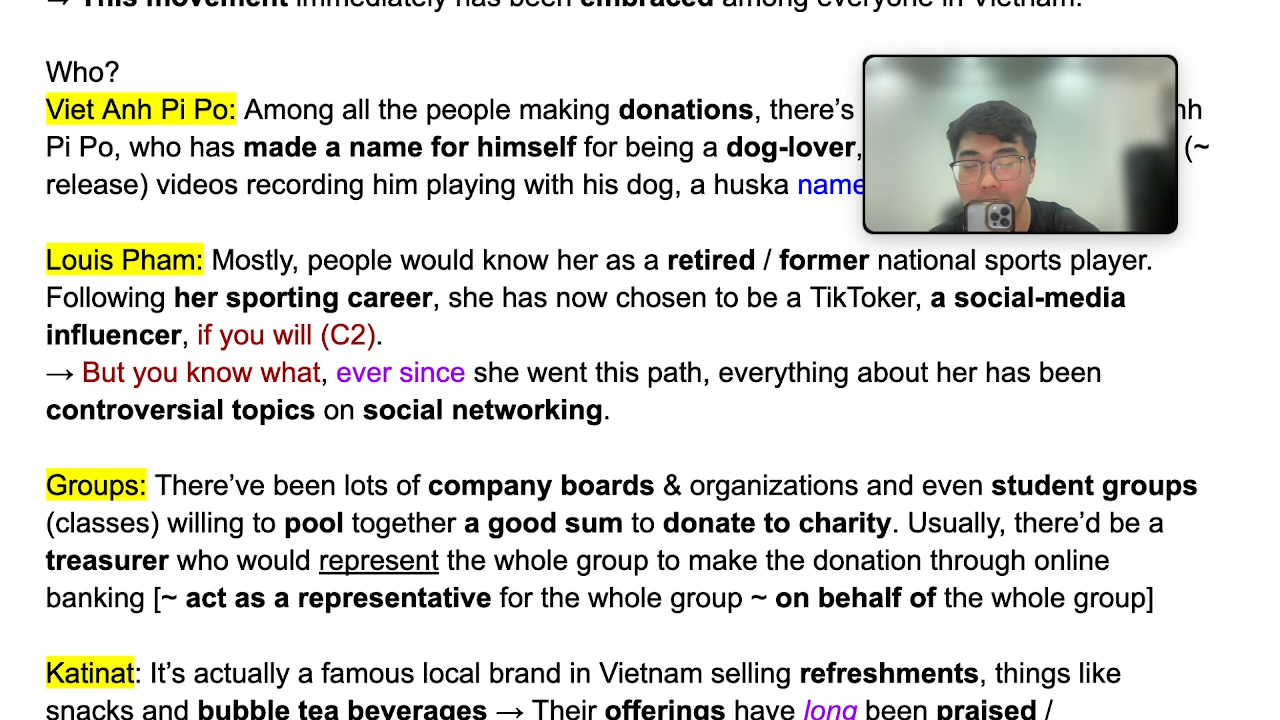 → This movement immediately has been embraced among everyone in Vietnam.
Who?
Viet Anh Pi Po: Among all the people making donations, there's nh
Pi Po, who has made a name for himself for being a dog-lover, (~
release) videos recording him playing with his dog, a huska name
Louis Pham: Mostly, people would know her as a retired / former national sports player.
Following her sporting career, she has now chosen to be a TikToker, a social-media
influencer, if you will (C2).
→ But you know what, ever since she went this path, everything about her has been
controversial topics on social networking.
Groups: There've been lots of company boards & organizations and even student groups
(classes) willing to pool together a good sum to donate to charity. Usually, there'd be a
treasurer who would represent the whole group to make the donation through online
banking [~ act as a representative for the whole group ~ on behalf of the whole group]
Katinat: It's actually a famous local brand in Vietnam selling refreshments, things like
snacks and bubble tea beverages → Their offerings have long been praised /